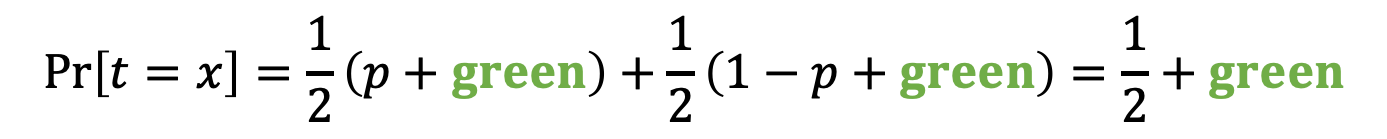 Pr[t = x] = 1/2 (p + green) + 1/2 (1 − p + green) = 1/2 + green